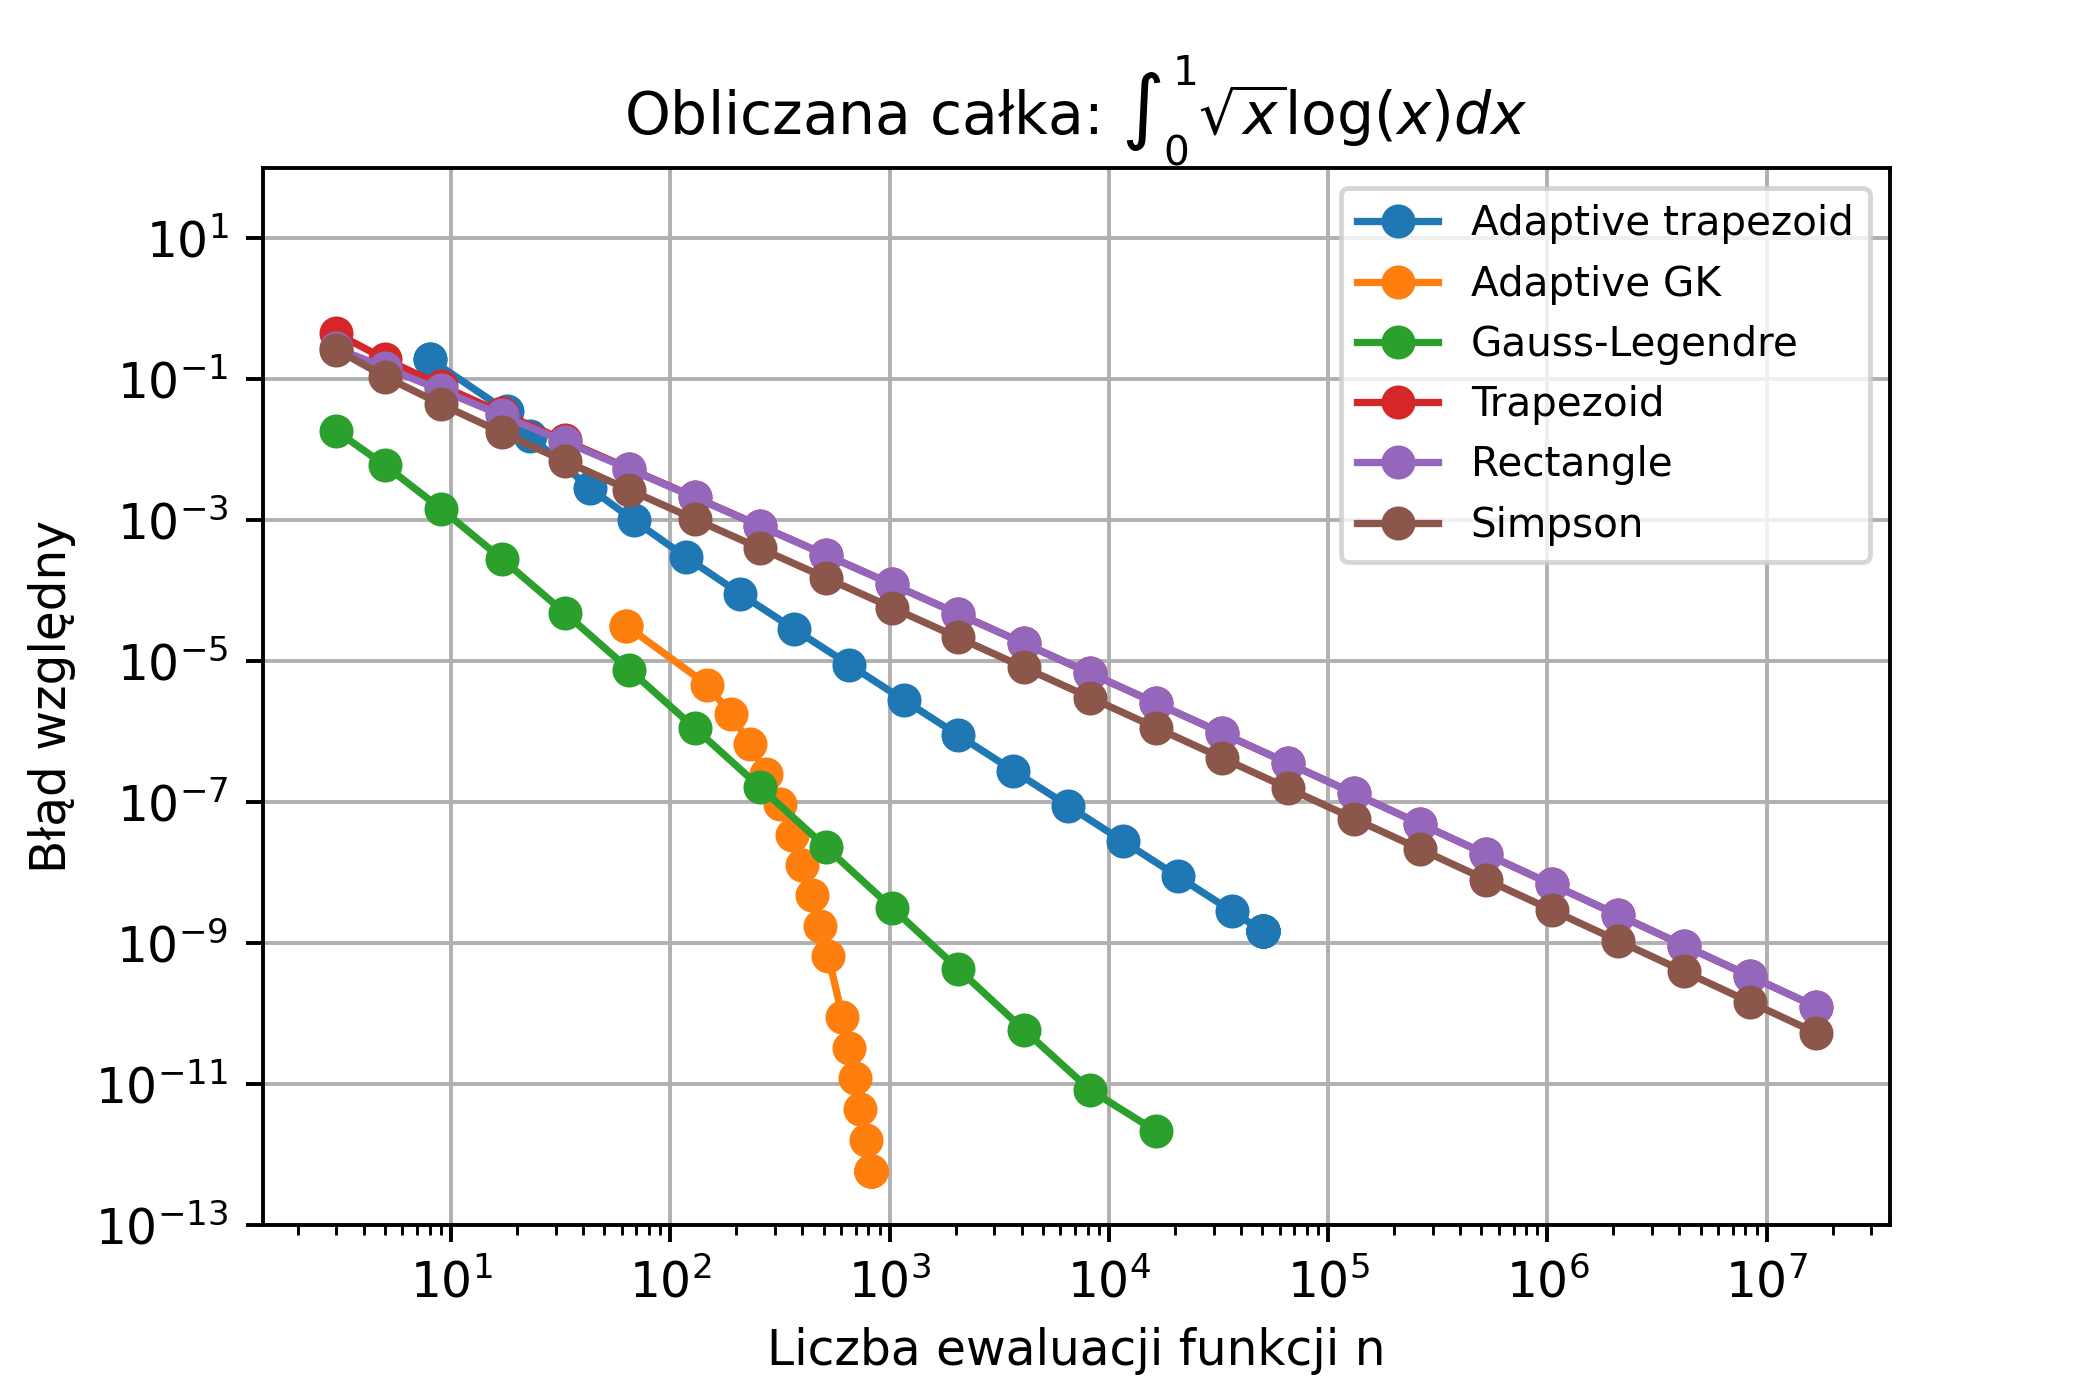 Obliczana całka: ∫₀¹ √x log(x)dx
10¹
10⁻¹
10⁻³
10⁻⁵
10⁻⁷
10⁻⁹
10⁻¹¹
10⁻¹³
Błąd względny
Adaptive trapezoid
Adaptive GK
Gauss-Legendre
Trapezoid
Rectangle
Simpson
10¹ 10² 10³ 10⁴ 10⁵ 10⁶ 10⁷
Liczba ewaluacji funkcji n